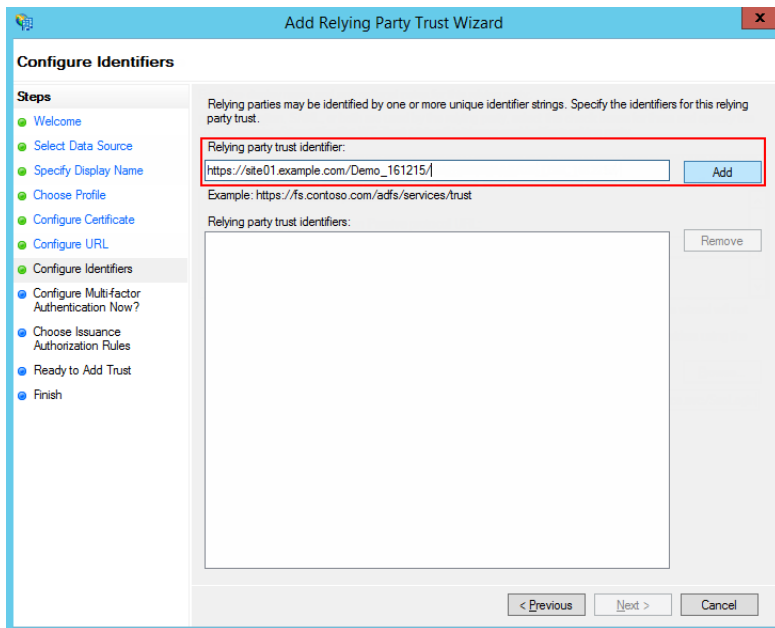 Add Relying Party Trust Wizard
x
Configure Identifiers
Steps
Welcome
Select Data Source
Specify Display Name
Choose Profile
Configure Certificate
Configure URL
Configure Identifiers
Configure Multi-factor
Authentication Now?
Choose Issuance
Authorization Rules
Ready to Add Trust
Finish
Relying parties may be identified by one or more unique identifier strings. Specify the identifiers for this relying
party trust.
Relying party trust identifier:
https://site01.example.com/Demo_161215/
Add
Example: https://fs.contoso.com/adfs/services/trust
Relying party trust identifiers:
Remove
< Previous
Next >
Cancel